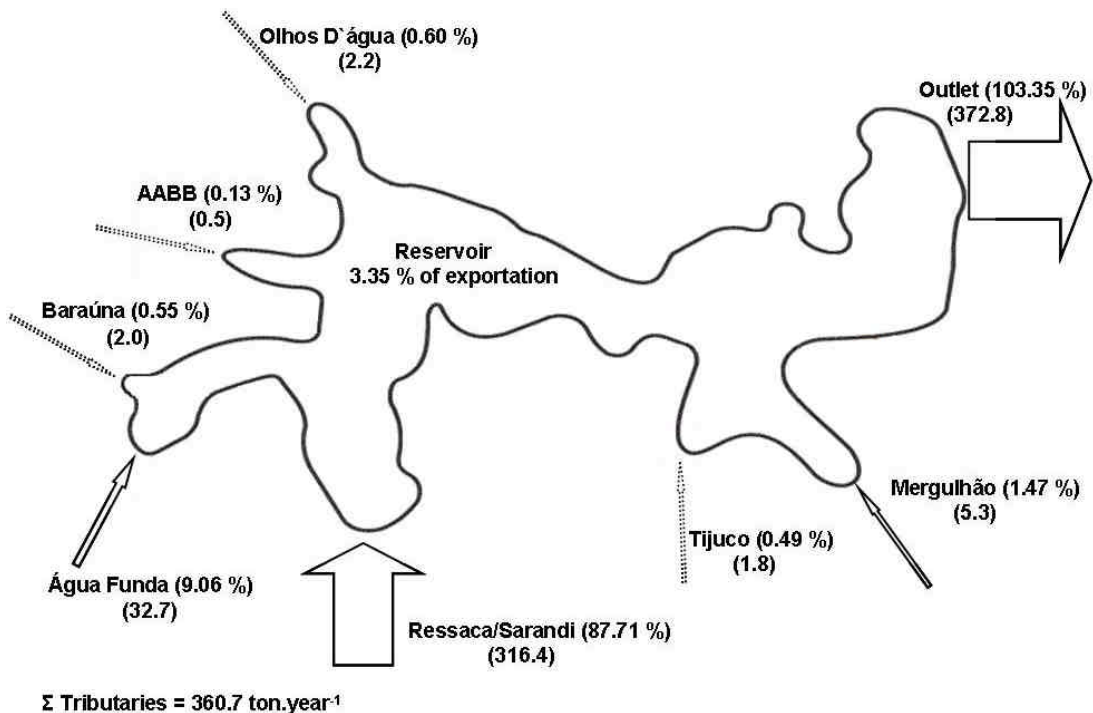 Olhos D`água (0.60 %)
(2.2)
Outlet (103.35 %)
(372.8)
AABB (0.13 %)
(0.5)
Reservoir
3.35 % of exportation
Baraúna (0.55 %)
(2.0)
Mergulhão (1.47 %)
(5.3)
Tijuco (0.49 %)
(1.8)
Água Funda (9.06 %)
(32.7)
Ressaca/Sarandi (87.71 %)
(316.4)
Σ Tributaries = 360.7 ton.year⁻¹